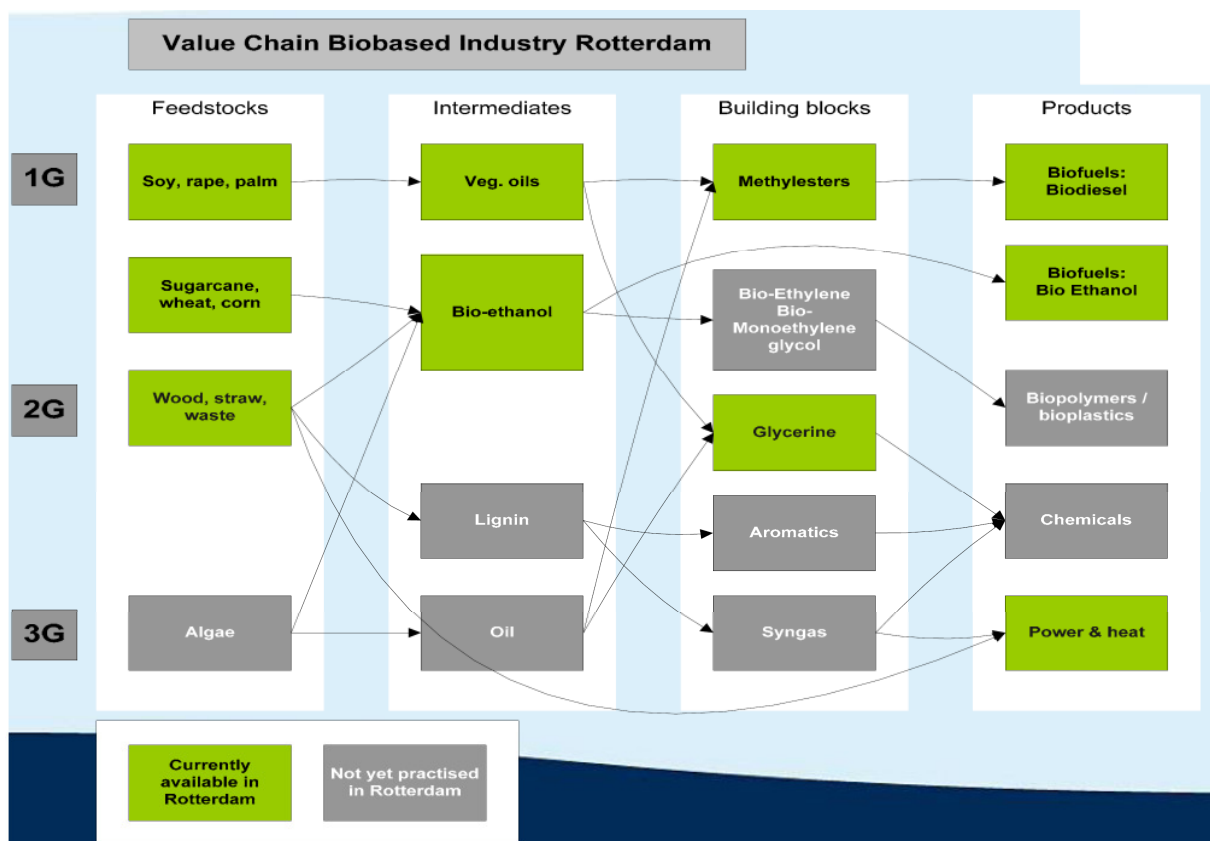 Value Chain Biobased Industry Rotterdam
Feedstocks
Intermediates
Building blocks
Products
1G
Soy, rape, palm
Veg. oils
Methylesters
Biofuels:
Biodiesel
Sugarcane,
wheat, corn
Bio-ethanol
Bio-Ethylene
Bio-
Monoethylene
glycol
Biofuels:
Bio Ethanol
2G
Wood, straw,
waste
Glycerine
Biopolymers /
bioplastics
Lignin
Aromatics
Chemicals
3G
Algae
Oil
Syngas
Power & heat
Currently
available in
Rotterdam
Not yet practised
in Rotterdam